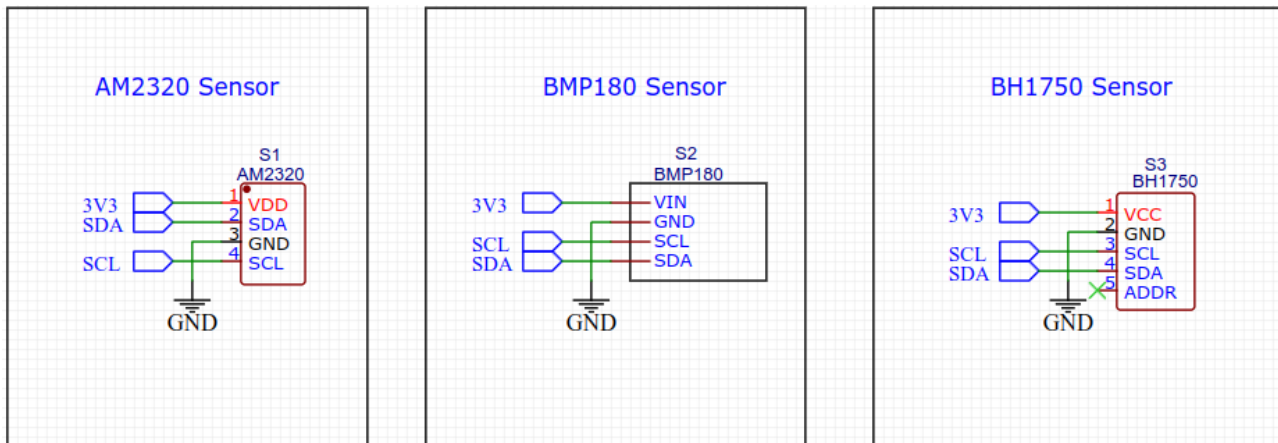 AM2320 Sensor
S1
AM2320
3V3
1
VDD
SDA
2
SDA
3
GND
SCL
4
SCL
GND
BMP180 Sensor
S2
BMP180
3V3
VIN
GND
SCL
SCL
SDA
SDA
GND
BH1750 Sensor
S3
BH1750
3V3
1
VCC
2
GND
SCL
3
SCL
SDA
4
SDA
5
ADDR
GND